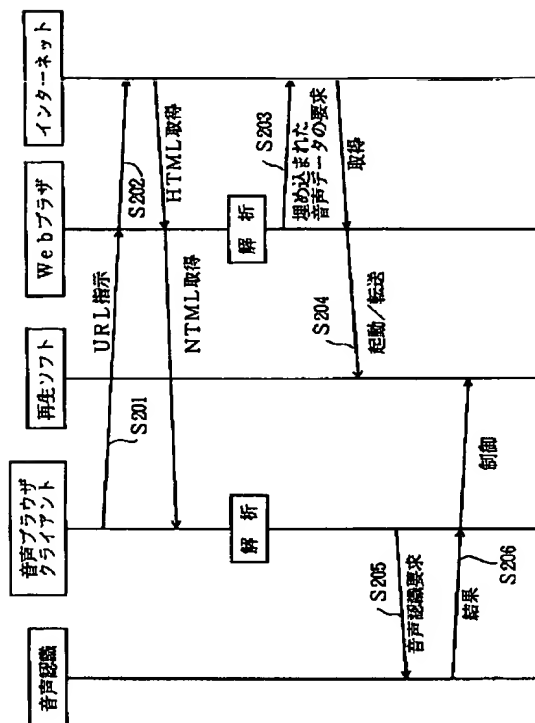 音声認識
音声ブラウザ
クライアント
再生ソフト
Webブラザ
インターネット
URL指示
S201
S202
HTML取得
NTML取得
解析
解析
S203
埋め込まれた
音声データの要求
取得
S204
起動/転送
S205
音声認識要求
結果
S206
制御